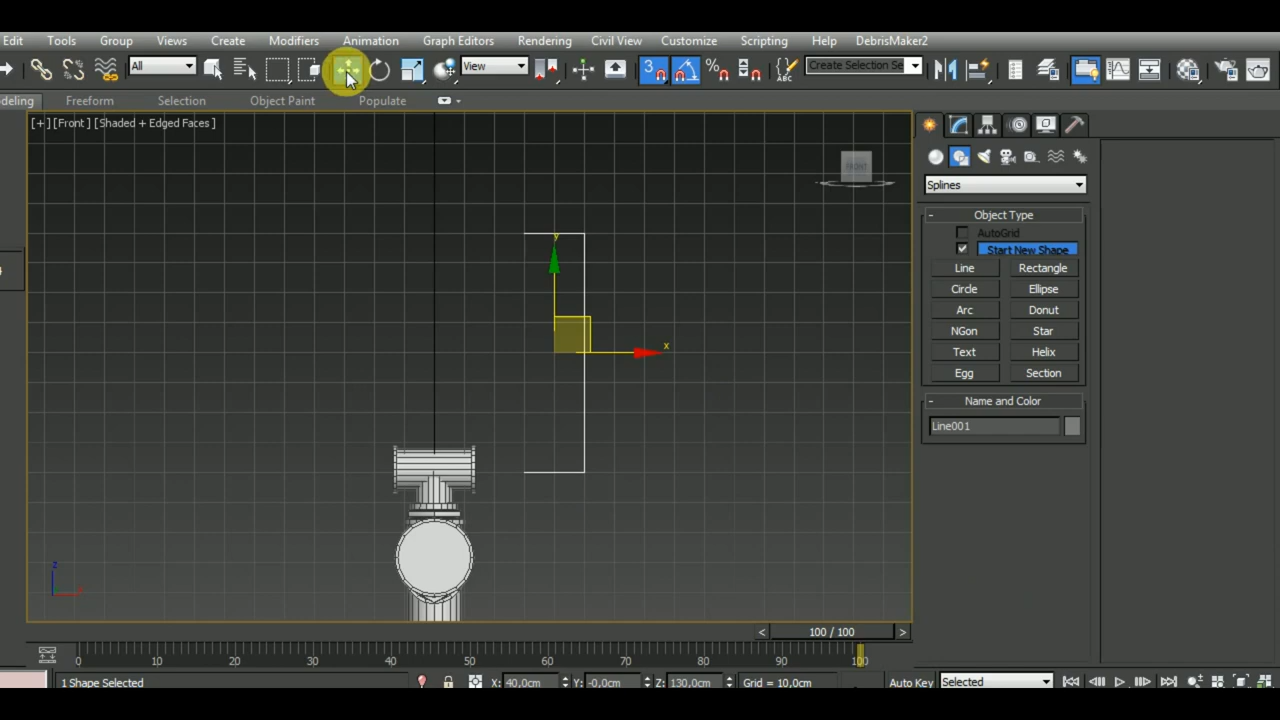 Edit Tools Group Views Create Modifiers Animation Graph Editors Rendering Civil View Customize Scripting Help DebrisMaker2
All View 3 % ABC Create Selection Se
deling Freeform Selection Object Paint Populate
[+] [Front ] [Shaded + Edged Faces ]
FRONT
Splines
- Object Type
AutoGrid
Start New Shape
Line Rectangle
Circle Ellipse
Arc Donut
NGon Star
Text Helix
Egg Section
- Name and Color
Line001
y
x
z
< 100 / 100 >
0 10 20 30 40 50 60 70 80 90 100
1 Shape Selected X: 40,0cm Y: -0,0cm Z: 130,0cm Grid = 10,0cm Auto Key Selected